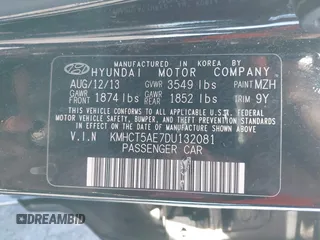 MANUFACTURED IN KOREA BY
HYUNDAI MOTOR COMPANY
AUG/12/13 GVWR 3549 lbs PAINT MZH
GAWR FRT 1874 lbs GAWR RR 1852 lbs TRIM 9Y
THIS VEHICLE CONFORMS TO ALL APPLICABLE U.S.
FEDERAL MOTOR VEHICLE SAFETY, BUMPER, AND THEFT
PREVENTION STANDARDS IN EFFECT ON THE DATE OF
MANUFACTURE SHOWN ABOVE.
V.I.N KMHCT5AE7DU132081
PASSENGER CAR
DREAMBID